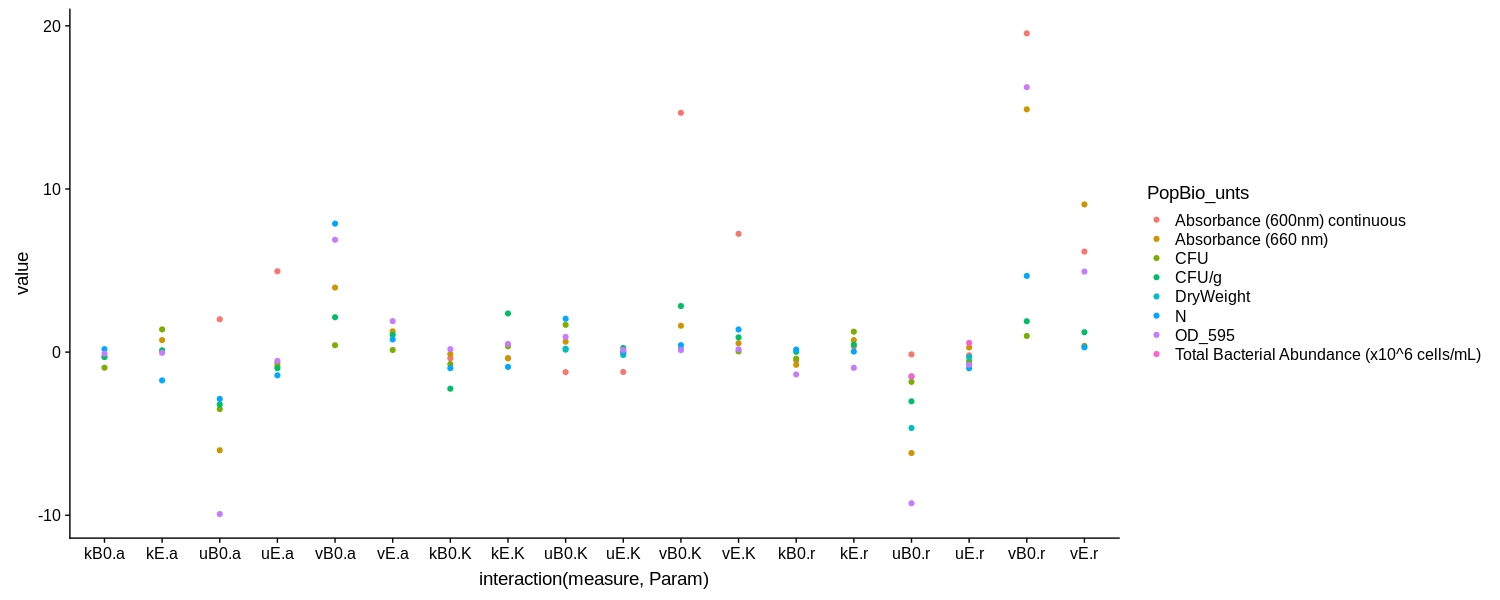 20
10
0
-10
value
kB0.a kE.a uB0.a uE.a vB0.a vE.a kB0.K kE.K uB0.K uE.K vB0.K vE.K kB0.r kE.r uB0.r uE.r vB0.r vE.r
interaction(measure, Param)
PopBio_unts
Absorbance (600nm) continuous
Absorbance (660 nm)
CFU
CFU/g
DryWeight
N
OD_595
Total Bacterial Abundance (x10^6 cells/mL)